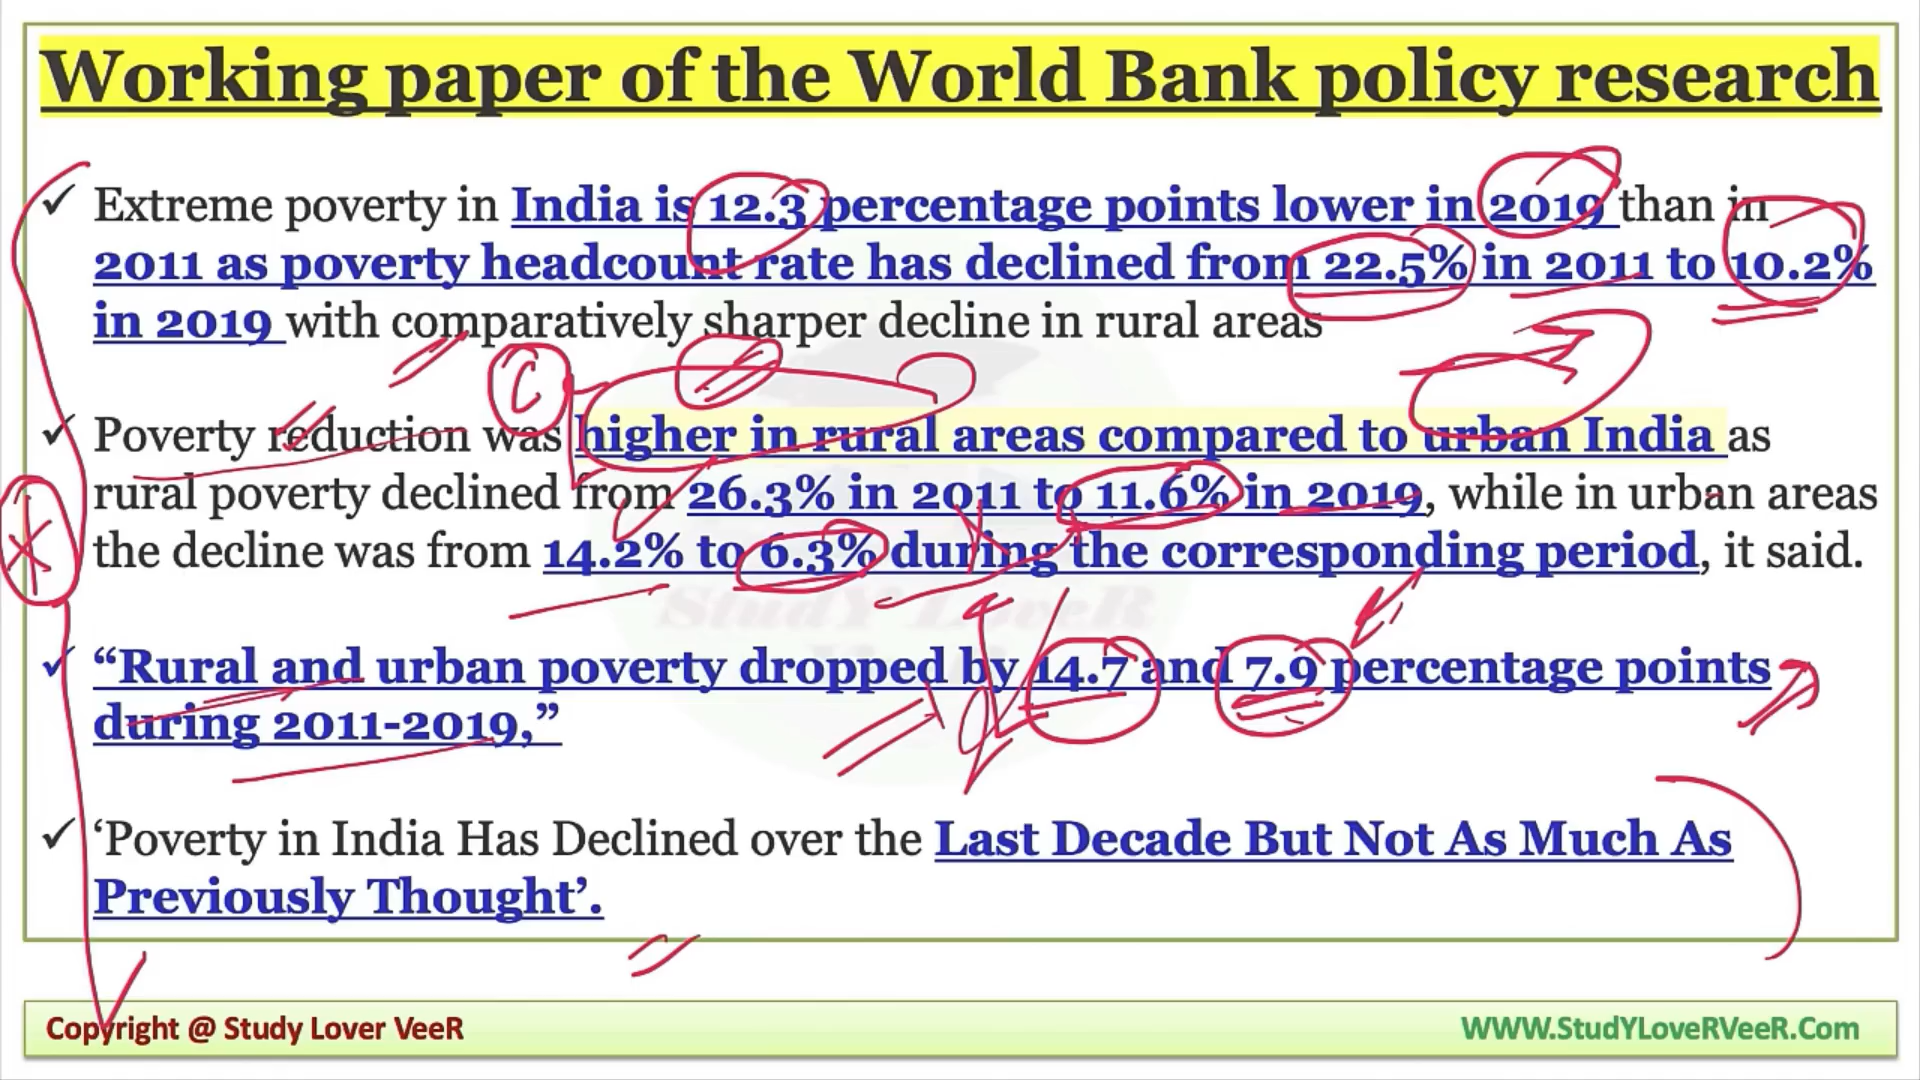 Working paper of the World Bank policy research
✓ Extreme poverty in India is 12.3 percentage points lower in 2019 than in
2011 as poverty headcount rate has declined from 22.5% in 2011 to 10.2%
in 2019 with comparatively sharper decline in rural areas
✓ Poverty reduction was higher in rural areas compared to urban India as
rural poverty declined from 26.3% in 2011 to 11.6% in 2019, while in urban areas
the decline was from 14.2% to 6.3% during the corresponding period, it said.
✓ “Rural and urban poverty dropped by 14.7 and 7.9 percentage points
during 2011-2019,”
✓ ‘Poverty in India Has Declined over the Last Decade But Not As Much As
Previously Thought’.
Copyright @ Study Lover VeeR
WWW.StudYLoveRVeeR.Com